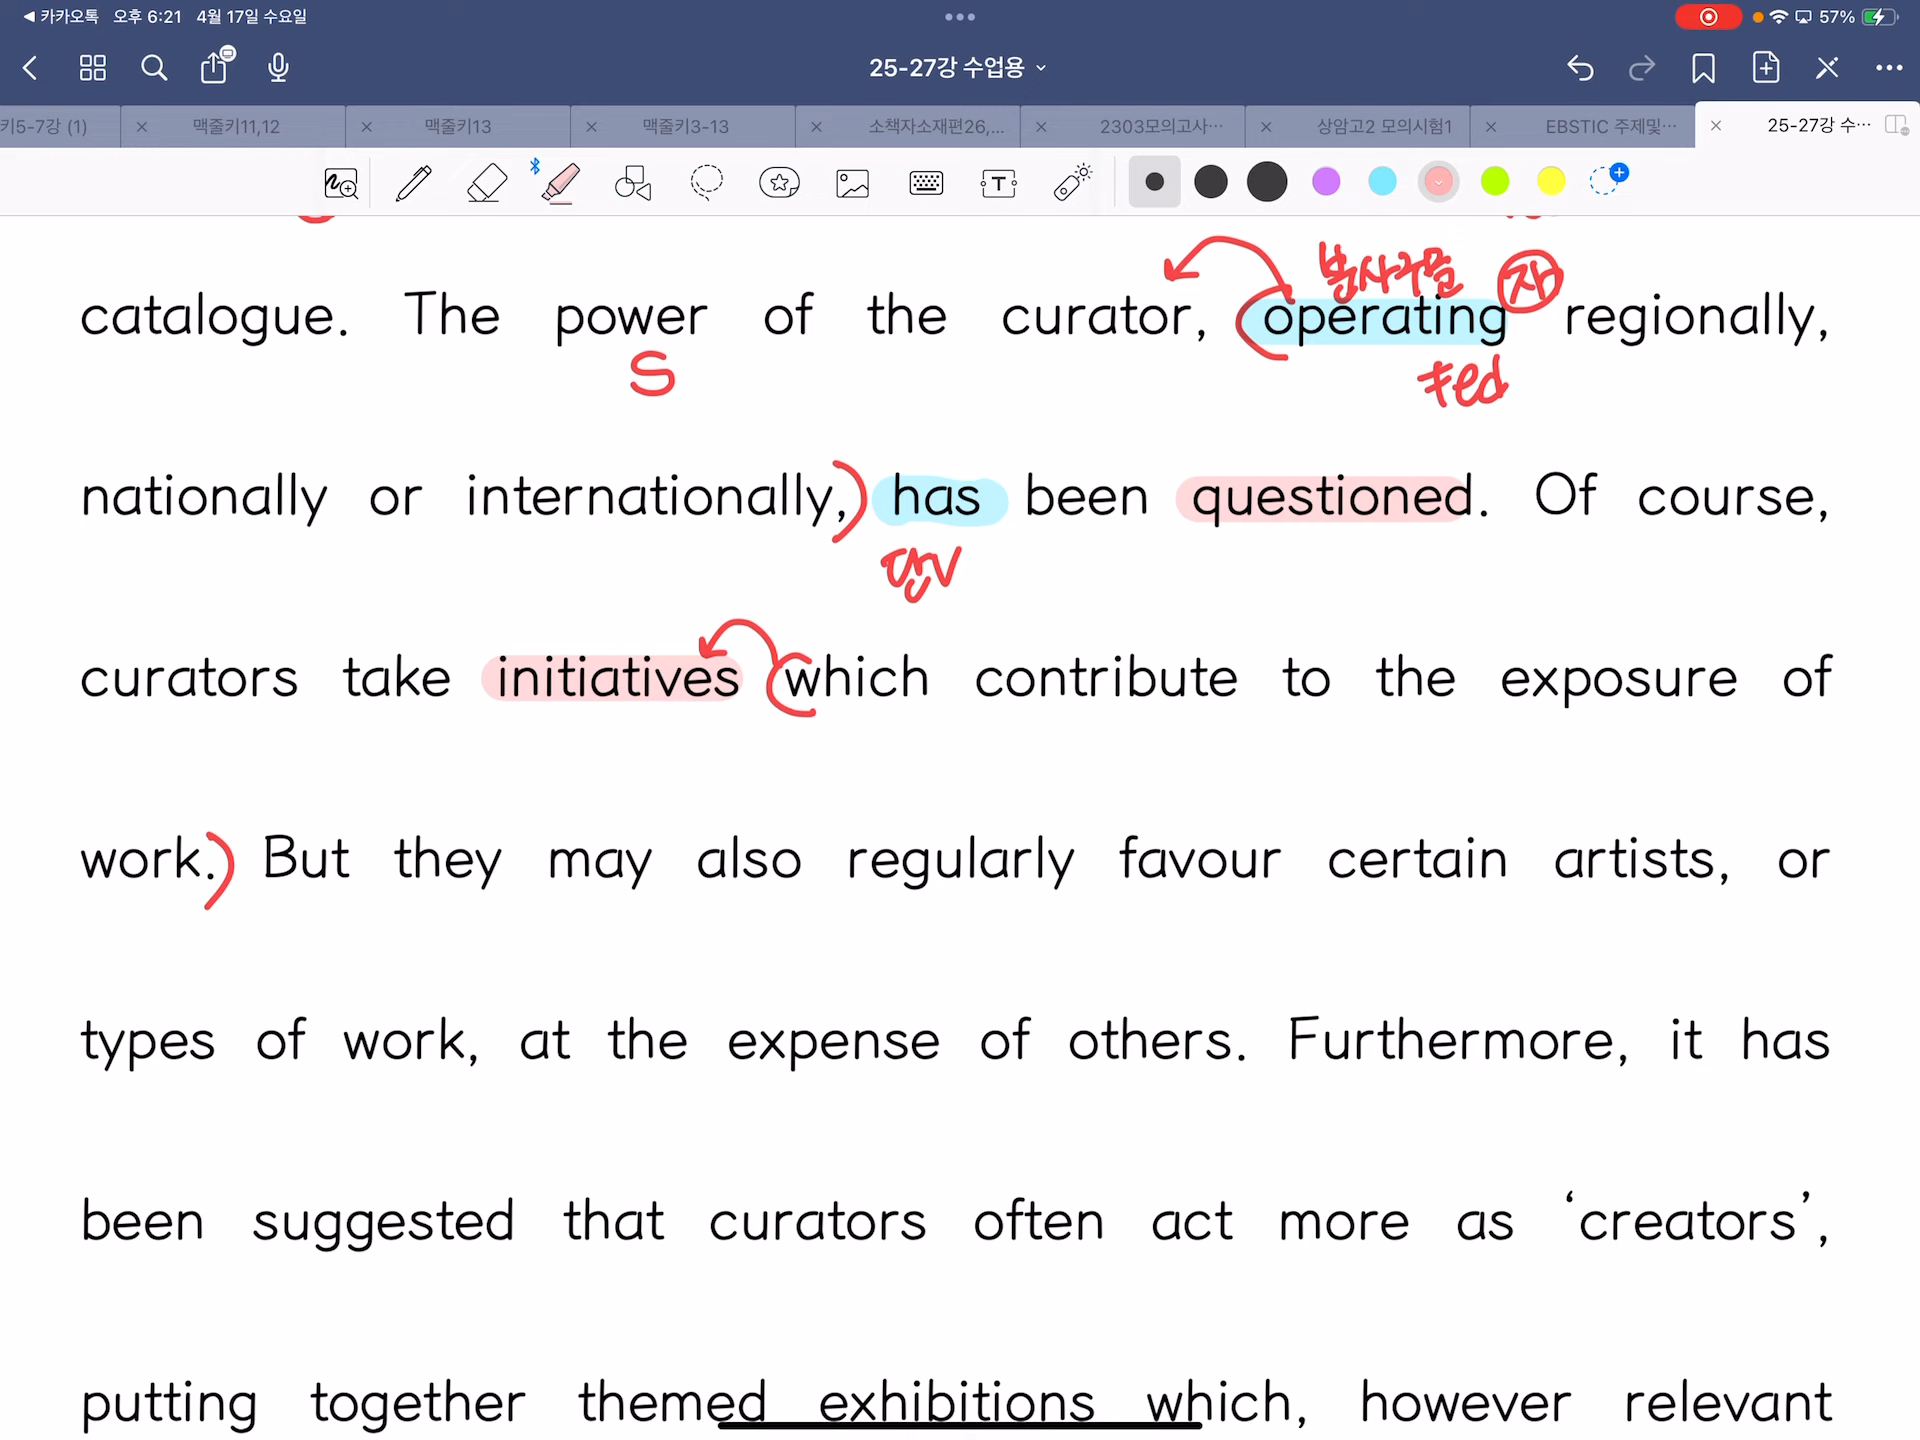 ◀ 카카오톡 오후 6:21 4월 17일 수요일 57%
25-27강 수업용
키5-7강 (1) 맥줄키11,12 맥줄키13 맥줄키3-13 소책자소재편26,... 2303모의고사… 상암고2 모의시험1 EBSTIC 주제및… 25-27강 수…
분사구문 자
catalogue. The power of the curator, (operating regionally,
S ≠ed
nationally or internationally,) has been questioned. Of course,
단V
curators take initiatives (which contribute to the exposure of
work.) But they may also regularly favour certain artists, or
types of work, at the expense of others. Furthermore, it has
been suggested that curators often act more as ‘creators’,
putting together themed exhibitions which, however relevant